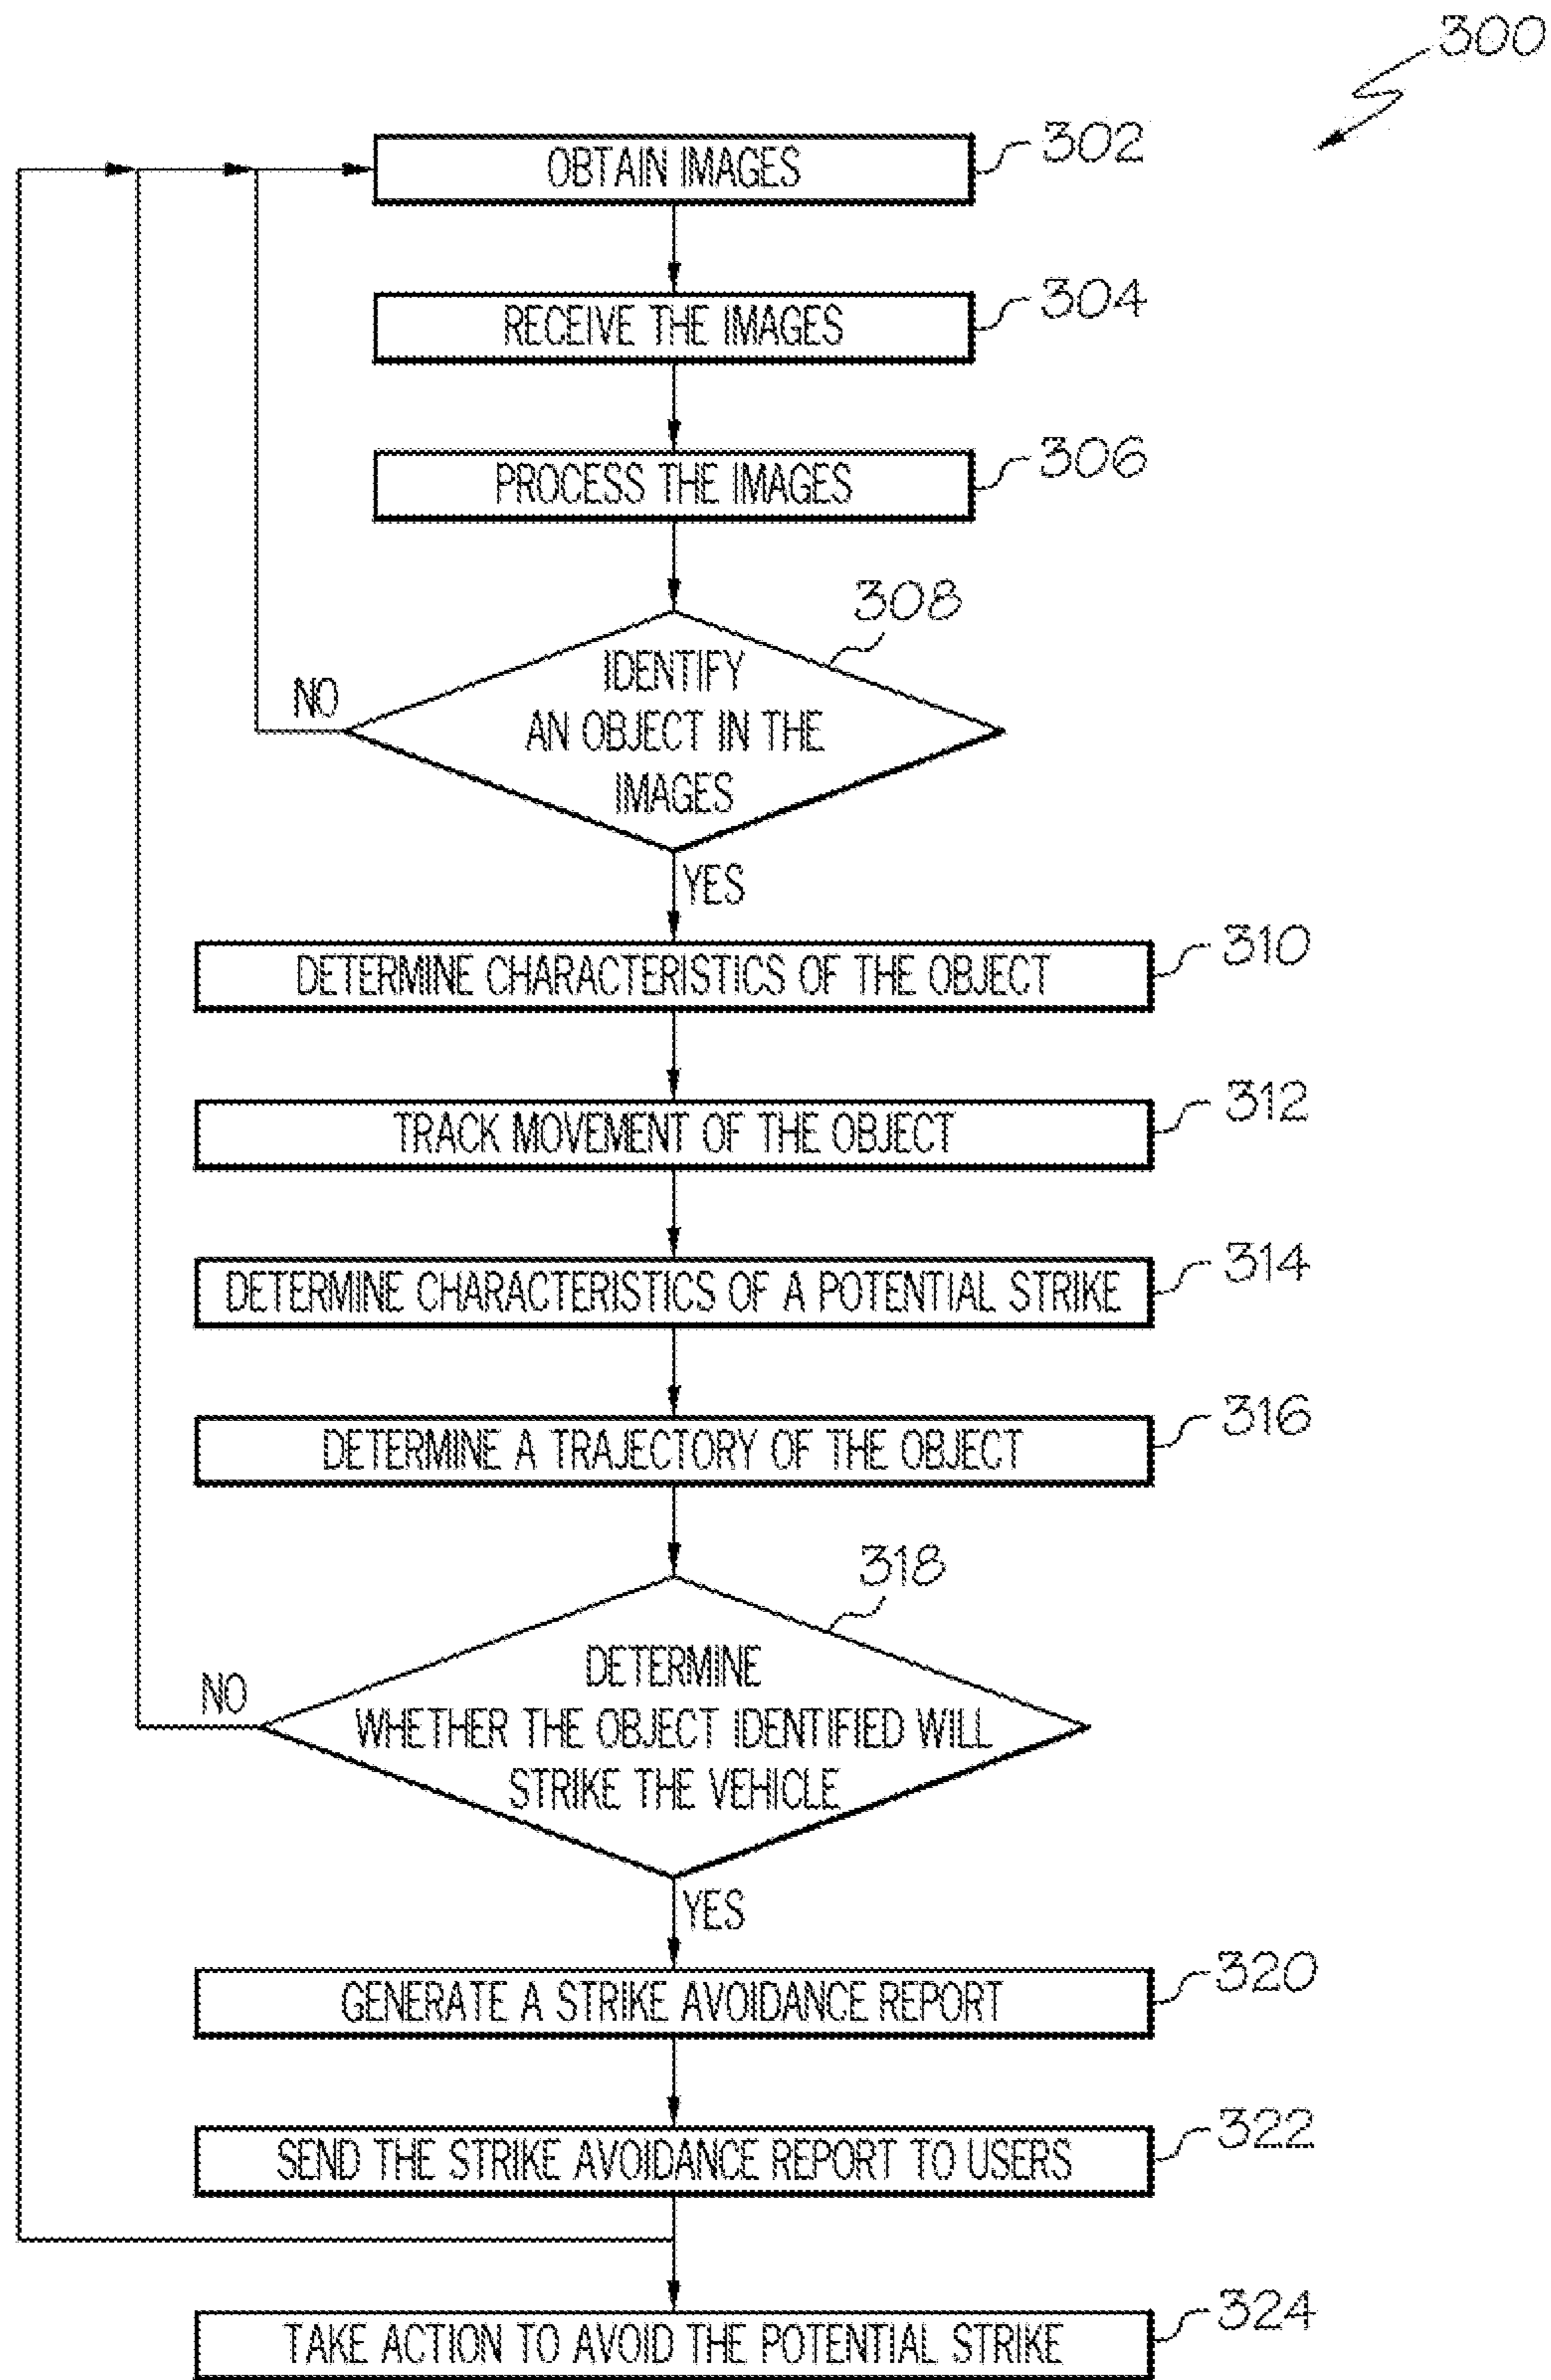 300
OBTAIN IMAGES
302
RECEIVE THE IMAGES
304
PROCESS THE IMAGES
306
308
IDENTIFY
AN OBJECT IN THE
IMAGES
NO
YES
DETERMINE CHARACTERISTICS OF THE OBJECT
310
TRACK MOVEMENT OF THE OBJECT
312
DETERMINE CHARACTERISTICS OF A POTENTIAL STRIKE
314
DETERMINE A TRAJECTORY OF THE OBJECT
316
318
DETERMINE
WHETHER THE OBJECT IDENTIFIED WILL
STRIKE THE VEHICLE
NO
YES
GENERATE A STRIKE AVOIDANCE REPORT
320
SEND THE STRIKE AVOIDANCE REPORT TO USERS
322
TAKE ACTION TO AVOID THE POTENTIAL STRIKE
324